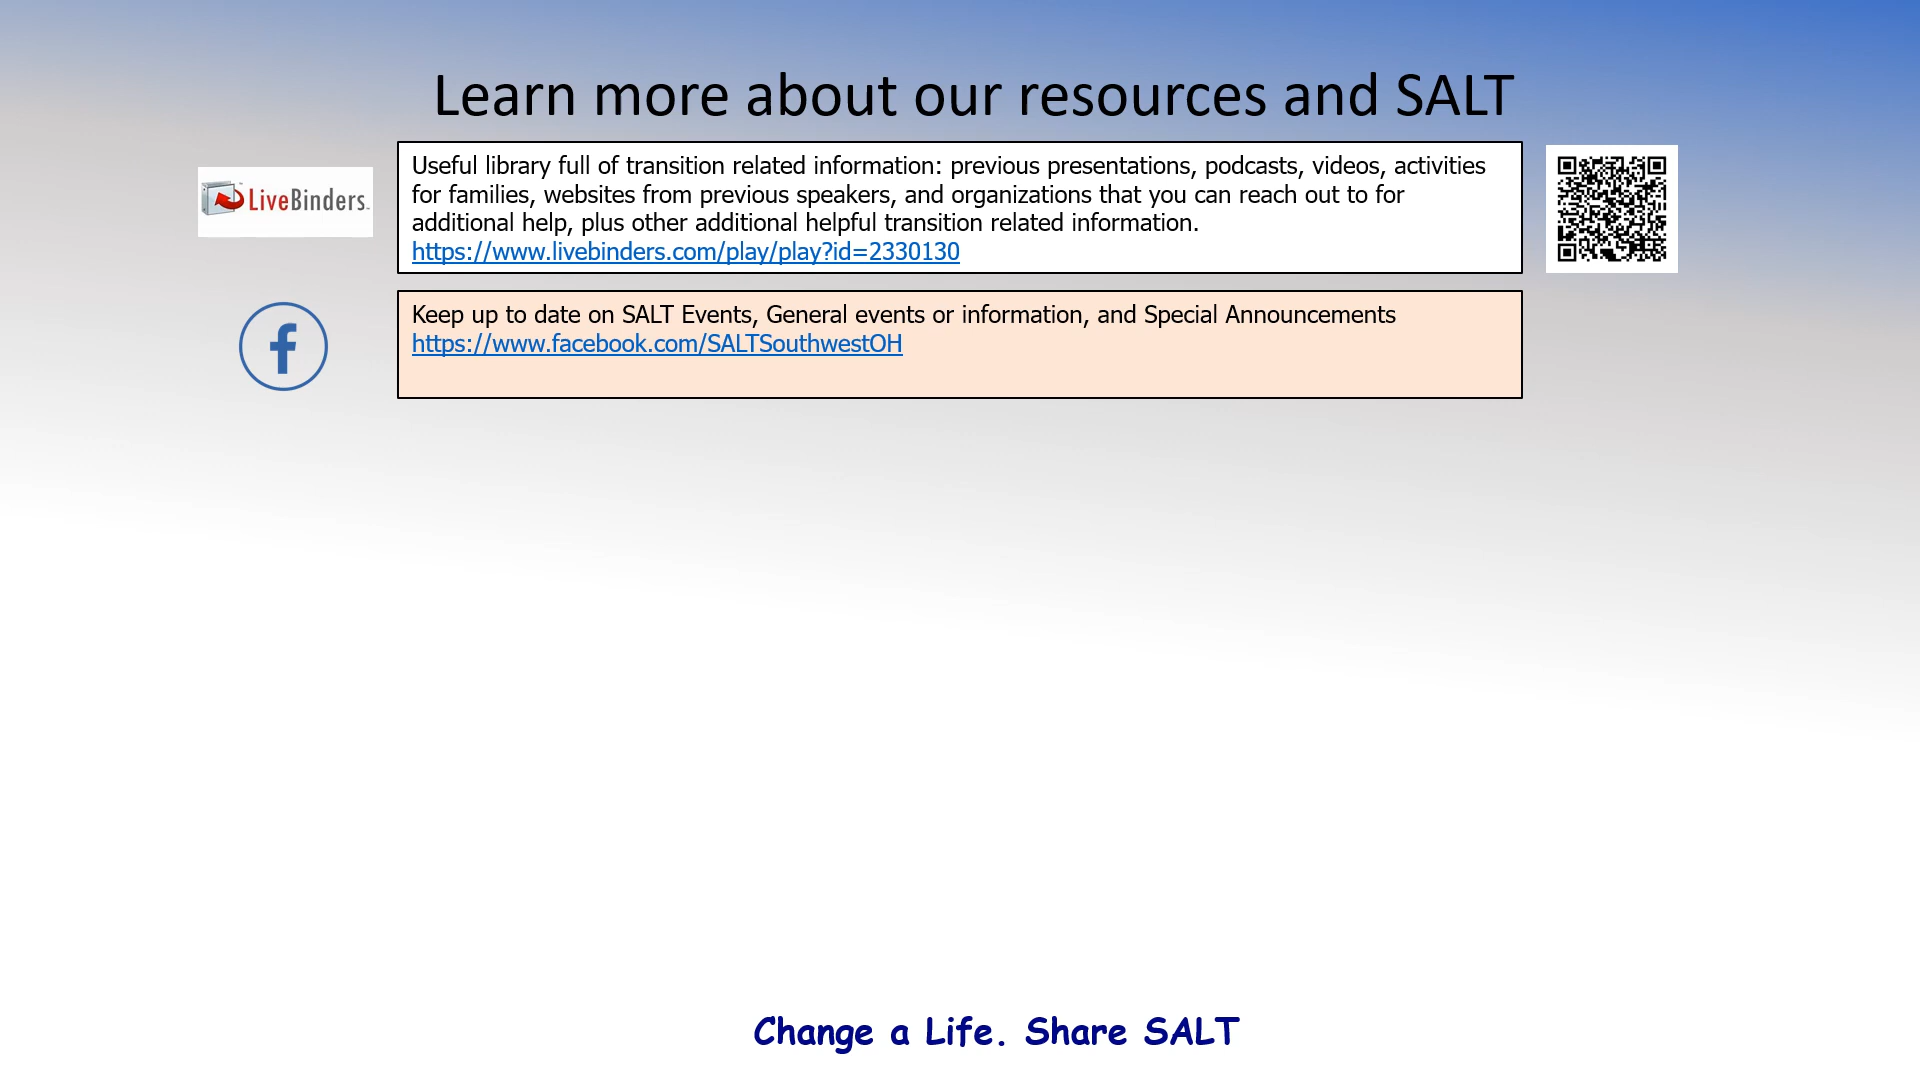 Learn more about our resources and SALT
LiveBinders
Useful library full of transition related information: previous presentations, podcasts, videos, activities
for families, websites from previous speakers, and organizations that you can reach out to for
additional help, plus other additional helpful transition related information.
https://www.livebinders.com/play/play?id=2330130
Keep up to date on SALT Events, General events or information, and Special Announcements
https://www.facebook.com/SALTSouthwestOH
Change a Life. Share SALT